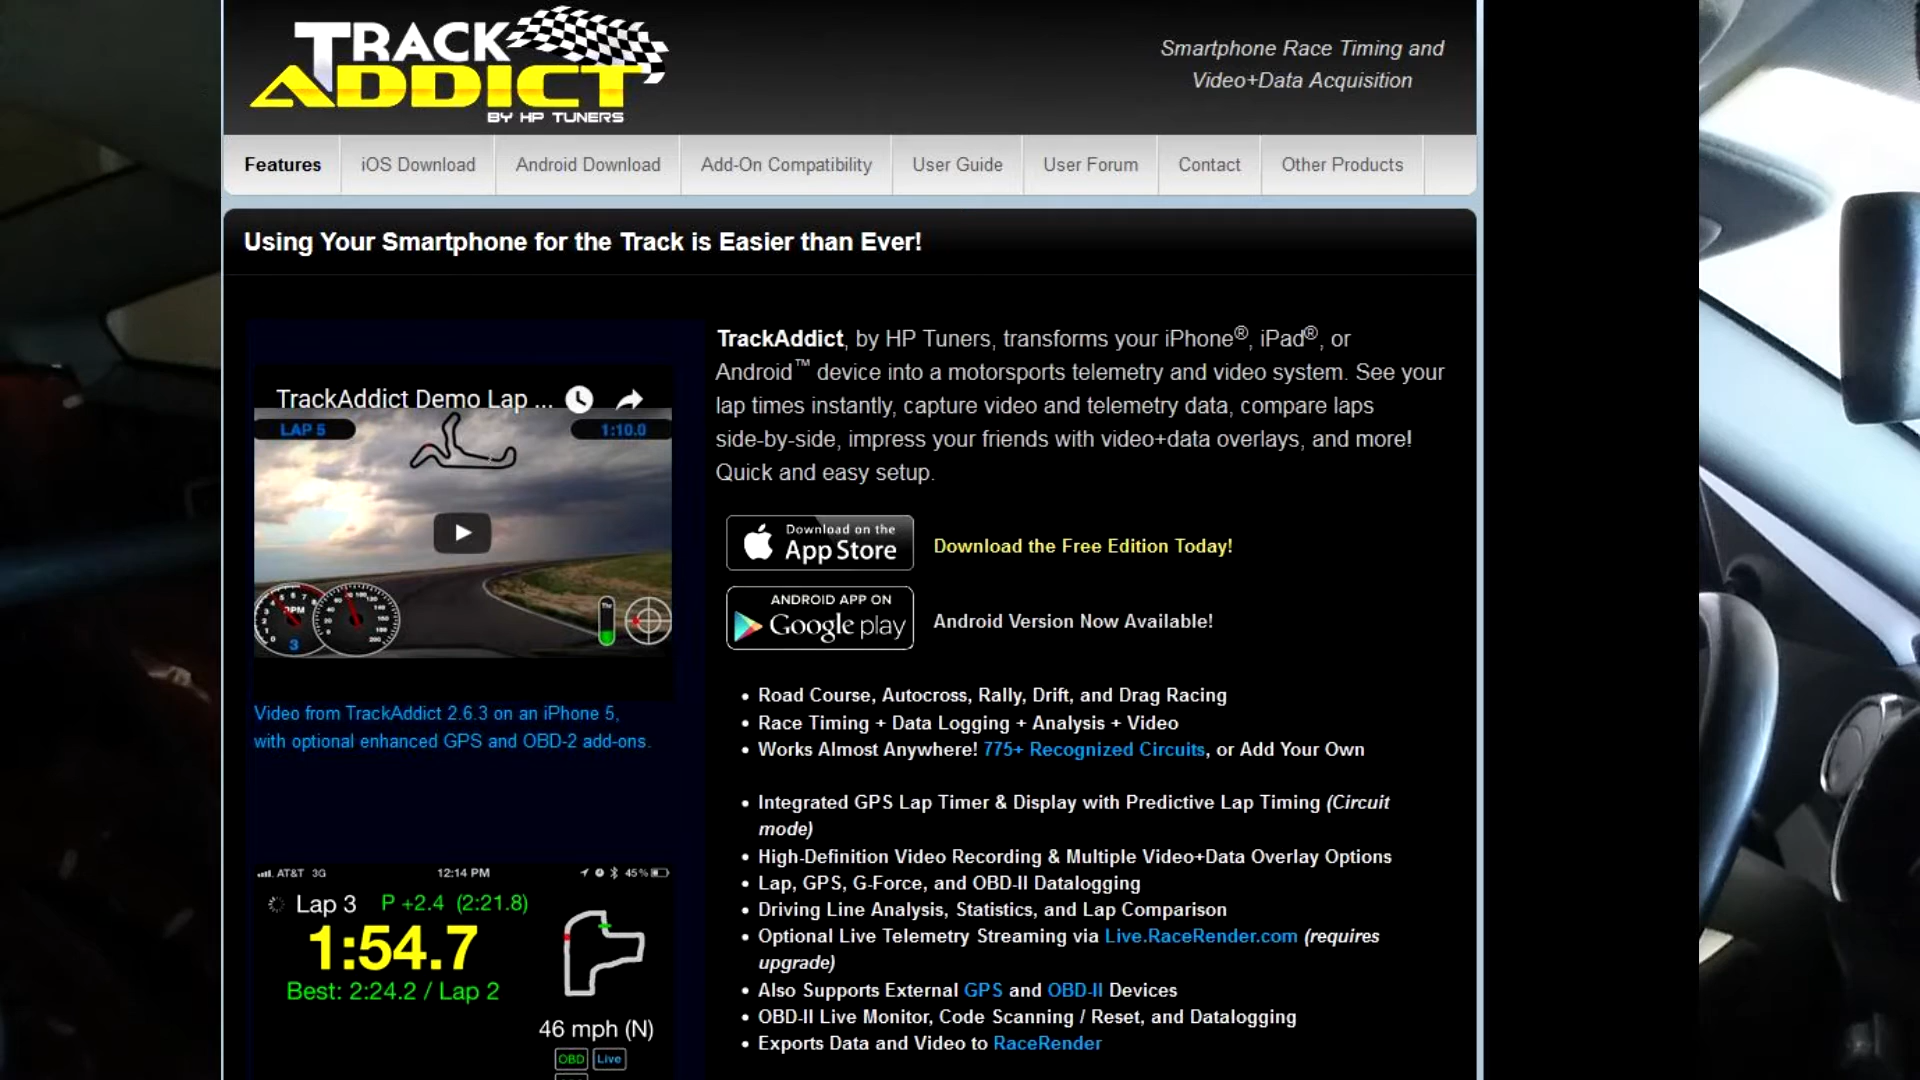 TRACK
ADDICT
BY HP TUNERS
Smartphone Race Timing and
Video+Data Acquisition
Features iOS Download Android Download Add-On Compatibility User Guide User Forum Contact Other Products
Using Your Smartphone for the Track is Easier than Ever!
TrackAddict Demo Lap ...
LAP 5
1:10.0
RPM
3
Video from TrackAddict 2.6.3 on an iPhone 5,
with optional enhanced GPS and OBD-2 add-ons.
AT&T 3G 12:14 PM 45%
Lap 3 P +2.4 (2:21.8)
1:54.7
Best: 2:24.2 / Lap 2
46 mph (N)
OBD Live
TrackAddict, by HP Tuners, transforms your iPhone®, iPad®, or
Android™ device into a motorsports telemetry and video system. See your
lap times instantly, capture video and telemetry data, compare laps
side-by-side, impress your friends with video+data overlays, and more!
Quick and easy setup.
Download on the
App Store
Download the Free Edition Today!
ANDROID APP ON
Google play
Android Version Now Available!
• Road Course, Autocross, Rally, Drift, and Drag Racing
• Race Timing + Data Logging + Analysis + Video
• Works Almost Anywhere! 775+ Recognized Circuits, or Add Your Own
• Integrated GPS Lap Timer & Display with Predictive Lap Timing (Circuit
mode)
• High-Definition Video Recording & Multiple Video+Data Overlay Options
• Lap, GPS, G-Force, and OBD-II Datalogging
• Driving Line Analysis, Statistics, and Lap Comparison
• Optional Live Telemetry Streaming via Live.RaceRender.com (requires
upgrade)
• Also Supports External GPS and OBD-II Devices
• OBD-II Live Monitor, Code Scanning / Reset, and Datalogging
• Exports Data and Video to RaceRender